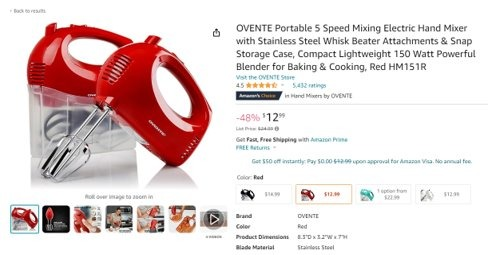 ‹ Back to results
OVENTE Portable 5 Speed Mixing Electric Hand Mixer
with Stainless Steel Whisk Beater Attachments & Snap
Storage Case, Compact Lightweight 150 Watt Powerful
Blender for Baking & Cooking, Red HM151R
Visit the OVENTE Store
4.5 5,432 ratings
Amazon's Choice in Hand Mixers by OVENTE
-48% $12⁹⁹
List Price: $24.99
Get Fast, Free Shipping with Amazon Prime
FREE Returns
Get $50 off instantly: Pay $0.00 $12.99 upon approval for Amazon Visa. No annual fee.
Color: Red
$14.99
$12.99
1 option from
$22.99
$12.99
Roll over image to zoom in
Brand OVENTE
Color Red
Product Dimensions 8.3"D x 3.2"W x 7"H
Blade Material Stainless Steel